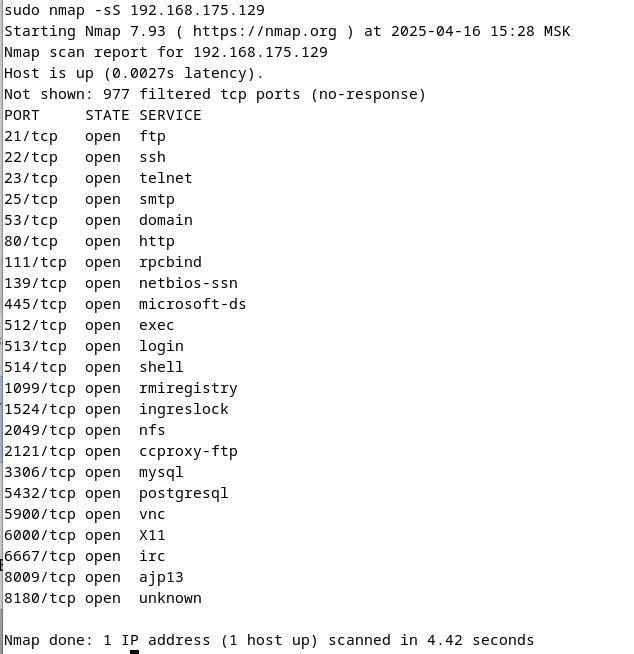 sudo nmap -sS 192.168.175.129
Starting Nmap 7.93 ( https://nmap.org ) at 2025-04-16 15:28 MSK
Nmap scan report for 192.168.175.129
Host is up (0.0027s latency).
Not shown: 977 filtered tcp ports (no-response)
PORT     STATE SERVICE
21/tcp   open  ftp
22/tcp   open  ssh
23/tcp   open  telnet
25/tcp   open  smtp
53/tcp   open  domain
80/tcp   open  http
111/tcp  open  rpcbind
139/tcp  open  netbios-ssn
445/tcp  open  microsoft-ds
512/tcp  open  exec
513/tcp  open  login
514/tcp  open  shell
1099/tcp open  rmiregistry
1524/tcp open  ingreslock
2049/tcp open  nfs
2121/tcp open  ccproxy-ftp
3306/tcp open  mysql
5432/tcp open  postgresql
5900/tcp open  vnc
6000/tcp open  X11
6667/tcp open  irc
8009/tcp open  ajp13
8180/tcp open  unknown
Nmap done: 1 IP address (1 host up) scanned in 4.42 seconds